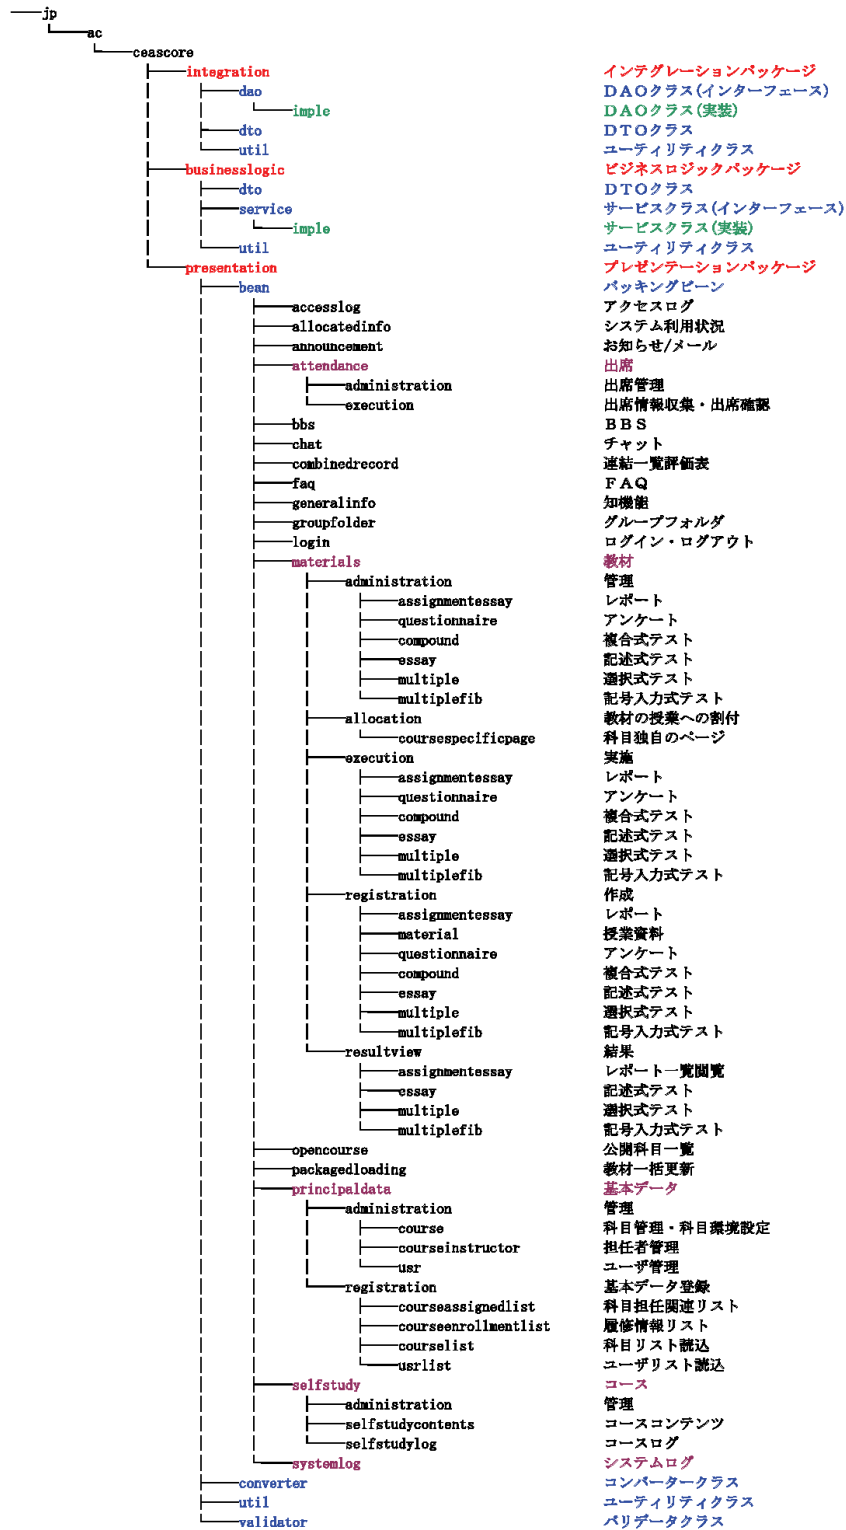 jp
ac
ceascore
integration インテグレーションパッケージ
dao ＤＡＯクラス(インターフェース)
imple ＤＡＯクラス(実装)
dto ＤＴＯクラス
util ユーティリティクラス
businesslogic ビジネスロジックパッケージ
dto ＤＴＯクラス
service サービスクラス(インターフェース)
imple サービスクラス(実装)
util ユーティリティクラス
presentation プレゼンテーションパッケージ
bean バッキングビーン
accesslog アクセスログ
allocatedinfo システム利用状況
announcement お知らせ/メール
attendance 出席
administration 出席管理
execution 出席情報収集・出席確認
bbs ＢＢＳ
chat チャット
combinedrecord 連結一覧評価表
faq ＦＡＱ
generalinfo 知機能
groupfolder グループフォルダ
login ログイン・ログアウト
materials 教材
administration 管理
assignmentessay レポート
questionnaire アンケート
compound 複合式テスト
essay 記述式テスト
multiple 選択式テスト
multiplefib 記号入力式テスト
allocation 教材の授業への割付
coursespecificpage 科目独自のページ
execution 実施
assignmentessay レポート
questionnaire アンケート
compound 複合式テスト
essay 記述式テスト
multiple 選択式テスト
multiplefib 記号入力式テスト
registration 作成
assignmentessay レポート
material 授業資料
questionnaire アンケート
compound 複合式テスト
essay 記述式テスト
multiple 選択式テスト
multiplefib 記号入力式テスト
resultview 結果
assignmentessay レポート一覧閲覧
essay 記述式テスト
multiple 選択式テスト
multiplefib 記号入力式テスト
opencourse 公開科目一覧
packagedloading 教材一括更新
principaldata 基本データ
administration 管理
course 科目管理・科目環境設定
courseinstructor 担任者管理
usr ユーザ管理
registration 基本データ登録
courseassignedlist 科目担任関連リスト
courseenrollmentlist 履修情報リスト
courselist 科目リスト読込
usrlist ユーザリスト読込
selfstudy コース
administration 管理
selfstudycontents コースコンテンツ
selfstudylog コースログ
systemlog システムログ
converter コンバータークラス
util ユーティリティクラス
validator バリデータクラス